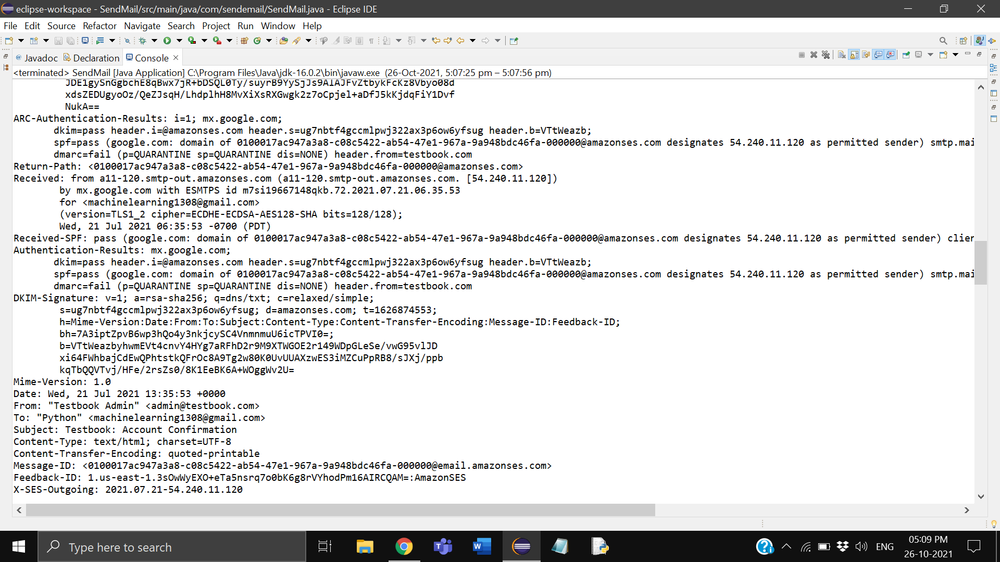 eclipse-workspace - SendMail/src/main/java/com/sendemail/SendMail.java - Eclipse IDE
File Edit Source Refactor Navigate Search Project Run Window Help
@ Javadoc Declaration Console
<terminated> SendMail [Java Application] C:\Program Files\Java\jdk-16.0.2\bin\javaw.exe (26-Oct-2021, 5:07:25 pm – 5:07:56 pm)
JDE1gySnGgbchE8qBwx7jR+bDSQL0Ty/suyrB9YySjJs9AlAJFvZtbykFcKz8Vbyo08d
xdsZEDUgyoOz/QeZJsqH/LhdplhH8MvXiXsRXGwgk2z7oCpjel+aDfJ5kKjdqFiY1Dvf
NukA==
ARC-Authentication-Results: i=1; mx.google.com;
dkim=pass header.i=@amazonses.com header.s=ug7nbtf4gccmlpwj322ax3p6ow6yfsug header.b=VTtWeazb;
spf=pass (google.com: domain of 0100017ac947a3a8-c08c5422-ab54-47e1-967a-9a948bdc46fa-000000@amazonses.com designates 54.240.11.120 as permitted sender) smtp.mai
dmarc=fail (p=QUARANTINE sp=QUARANTINE dis=NONE) header.from=testbook.com
Return-Path: <0100017ac947a3a8-c08c5422-ab54-47e1-967a-9a948bdc46fa-000000@amazonses.com>
Received: from a11-120.smtp-out.amazonses.com (a11-120.smtp-out.amazonses.com. [54.240.11.120])
by mx.google.com with ESMTPS id m7si19667148qkb.72.2021.07.21.06.35.53
for <machinelearning1308@gmail.com>
(version=TLS1_2 cipher=ECDHE-ECDSA-AES128-SHA bits=128/128);
Wed, 21 Jul 2021 06:35:53 -0700 (PDT)
Received-SPF: pass (google.com: domain of 0100017ac947a3a8-c08c5422-ab54-47e1-967a-9a948bdc46fa-000000@amazonses.com designates 54.240.11.120 as permitted sender) clien
Authentication-Results: mx.google.com;
dkim=pass header.i=@amazonses.com header.s=ug7nbtf4gccmlpwj322ax3p6ow6yfsug header.b=VTtWeazb;
spf=pass (google.com: domain of 0100017ac947a3a8-c08c5422-ab54-47e1-967a-9a948bdc46fa-000000@amazonses.com designates 54.240.11.120 as permitted sender) smtp.mai
dmarc=fail (p=QUARANTINE sp=QUARANTINE dis=NONE) header.from=testbook.com
DKIM-Signature: v=1; a=rsa-sha256; q=dns/txt; c=relaxed/simple;
s=ug7nbtf4gccmlpwj322ax3p6ow6yfsug; d=amazonses.com; t=1626874553;
h=Mime-Version:Date:From:To:Subject:Content-Type:Content-Transfer-Encoding:Message-ID:Feedback-ID;
bh=7A3iptZpvB6wp3hQo4y3nkjcySC4VnmnmuU6icTPVI0=;
b=VTtWeazbyhwmEVt4cnvY4HYg7aRFhD2r9M9XTWGOE2r149WDpGLeSe/vwG95vlJD
xi64FWhbajCdEwQPhtstkQFrOc8A9Tg2w80K0UvUUAXzwES3iMZCuPpRB8/sJXj/ppb
kqTbQQVTvj/HFe/2rsZs0/8K1EeBK6A+WOggWv2U=
Mime-Version: 1.0
Date: Wed, 21 Jul 2021 13:35:53 +0000
From: "Testbook Admin" <admin@testbook.com>
To: "Python" <machinelearning1308@gmail.com>
Subject: Testbook: Account Confirmation
Content-Type: text/html; charset=UTF-8
Content-Transfer-Encoding: quoted-printable
Message-ID: <0100017ac947a3a8-c08c5422-ab54-47e1-967a-9a948bdc46fa-000000@email.amazonses.com>
Feedback-ID: 1.us-east-1.3sOwWyEXO+eTa5nsrq7o0bK6g8rVYhodPm16AIRCQAM=:AmazonSES
X-SES-Outgoing: 2021.07.21-54.240.11.120
Type here to search
ENG
05:09 PM
26-10-2021